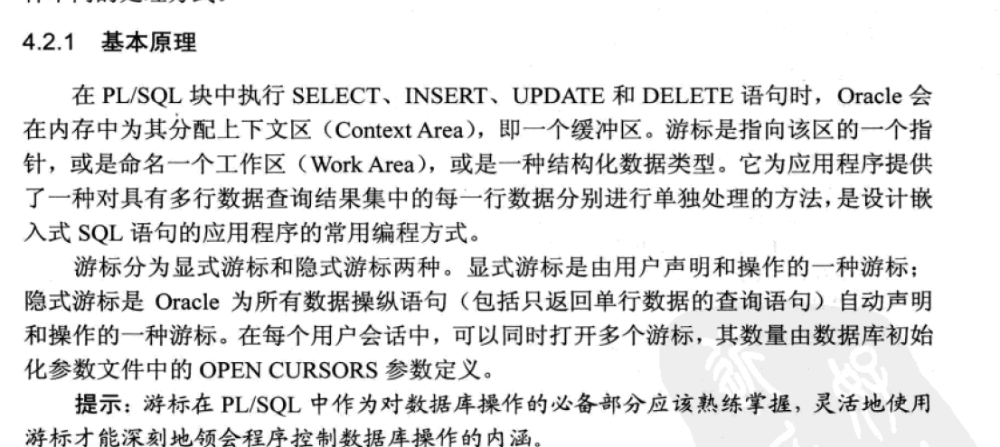 4.2.1 基本原理
在 PL/SQL 块中执行 SELECT、INSERT、UPDATE 和 DELETE 语句时，Oracle 会
在内存中为其分配上下文区（Context Area），即一个缓冲区。游标是指向该区的一个指
针，或是命名一个工作区（Work Area），或是一种结构化数据类型。它为应用程序提供
了一种对具有多行数据查询结果集中的每一行数据分别进行单独处理的方法，是设计嵌
入式 SQL 语句的应用程序的常用编程方式。
游标分为显式游标和隐式游标两种。显式游标是由用户声明和操作的一种游标；
隐式游标是 Oracle 为所有数据操纵语句（包括只返回单行数据的查询语句）自动声明
和操作的一种游标。在每个用户会话中，可以同时打开多个游标，其数量由数据库初始
化参数文件中的 OPEN CURSORS 参数定义。
提示：游标在 PL/SQL 中作为对数据库操作的必备部分应该熟练掌握，灵活地使用
游标才能深刻地领会程序控制数据库操作的内涵。